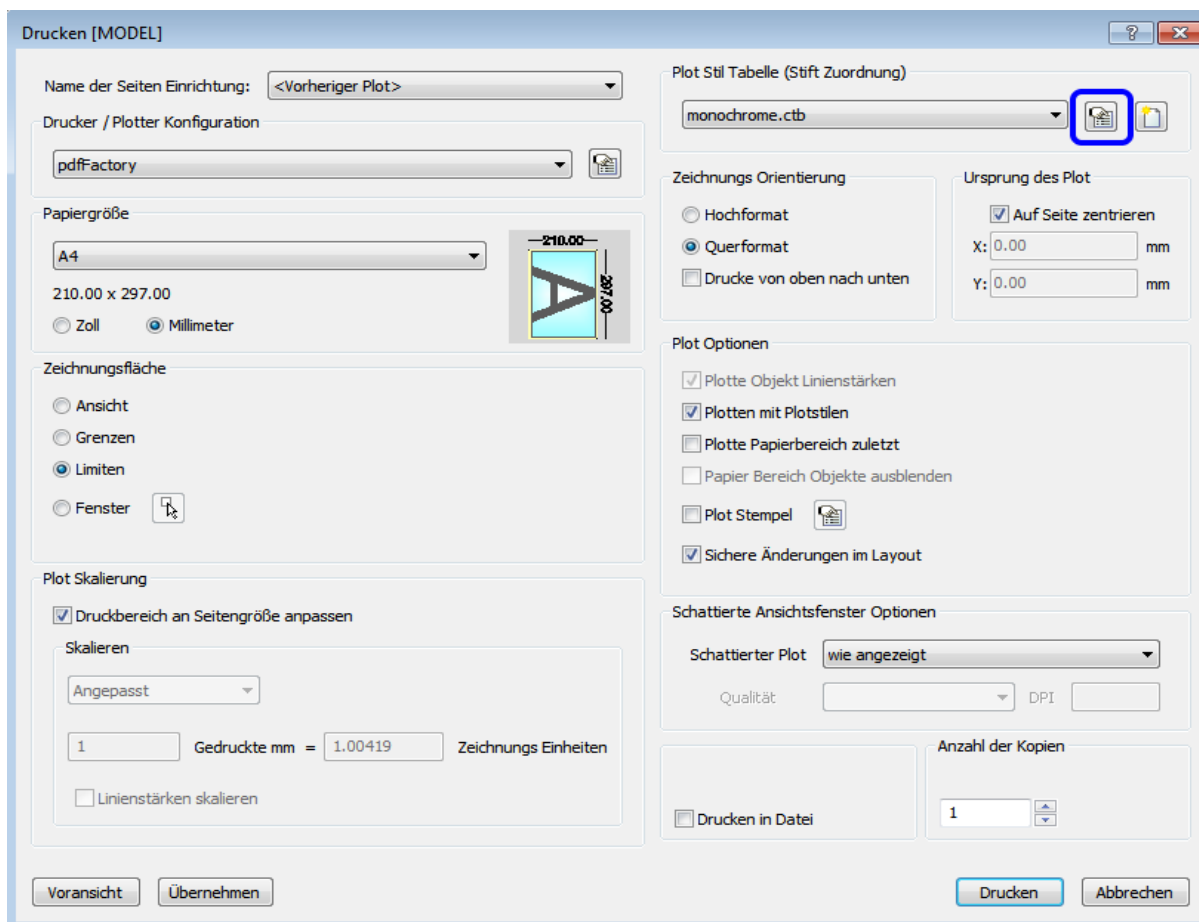 Drucken [MODEL]
Name der Seiten Einrichtung: <Vorheriger Plot>
Drucker / Plotter Konfiguration
pdfFactory
Papiergröße
A4
210.00 x 297.00
Zoll Millimeter
210.00
297.00
A
Zeichnungsfläche
Ansicht
Grenzen
Limiten
Fenster
Plot Skalierung
Druckbereich an Seitengröße anpassen
Skalieren
Angepasst
1 Gedruckte mm = 1.00419 Zeichnungs Einheiten
Linienstärken skalieren
Plot Stil Tabelle (Stift Zuordnung)
monochrome.ctb
Zeichnungs Orientierung
Hochformat
Querformat
Drucke von oben nach unten
Ursprung des Plot
Auf Seite zentrieren
X: 0.00 mm
Y: 0.00 mm
Plot Optionen
Plotte Objekt Linienstärken
Plotten mit Plotstilen
Plotte Papierbereich zuletzt
Papier Bereich Objekte ausblenden
Plot Stempel
Sichere Änderungen im Layout
Schattierte Ansichtsfenster Optionen
Schattierter Plot wie angezeigt
Qualität DPI
Drucken in Datei
Anzahl der Kopien
1
Voransicht Übernehmen Drucken Abbrechen